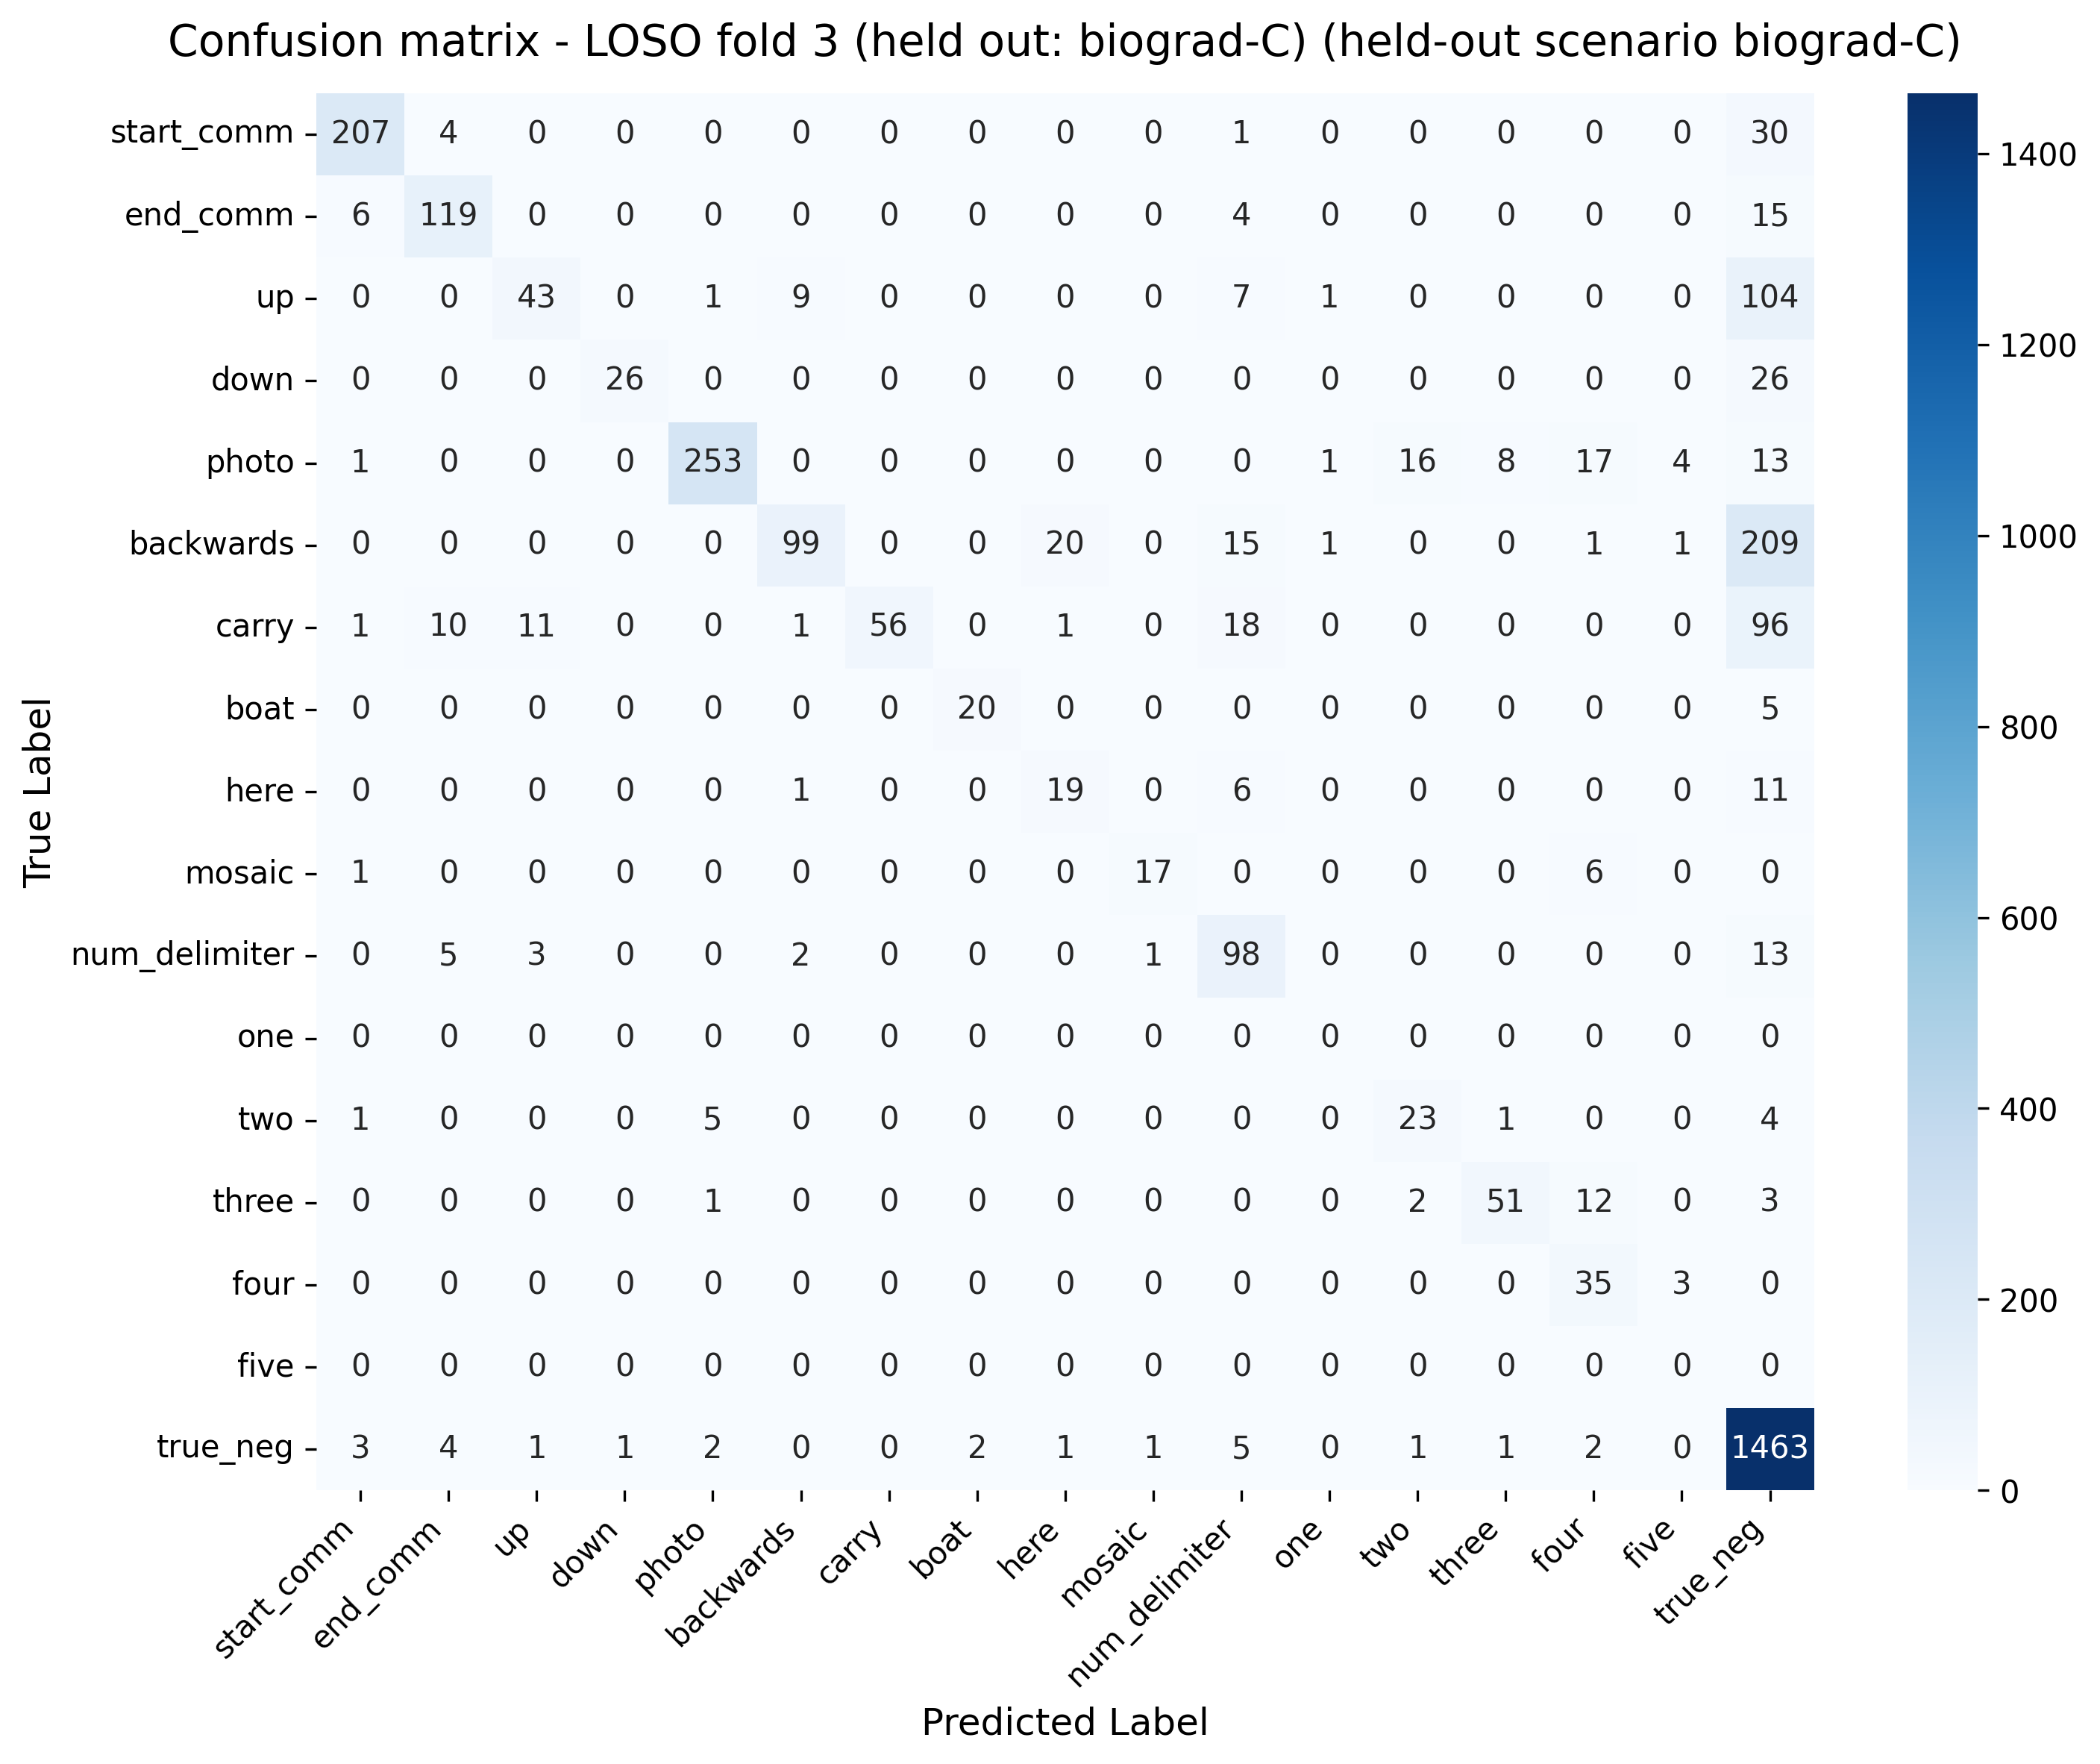 Confusion matrix - LOSO fold 3 (held out: biograd-C) (held-out scenario biograd-C)
start_comm 207 4 0 0 0 0 0 0 0 0 1 0 0 0 0 0 30
end_comm 6 119 0 0 0 0 0 0 0 0 4 0 0 0 0 0 15
up 0 0 43 0 1 9 0 0 0 0 7 1 0 0 0 0 104
down 0 0 0 26 0 0 0 0 0 0 0 0 0 0 0 0 26
photo 1 0 0 0 253 0 0 0 0 0 0 1 16 8 17 4 13
backwards 0 0 0 0 0 99 0 0 20 0 15 1 0 0 1 1 209
carry 1 10 11 0 0 1 56 0 1 0 18 0 0 0 0 0 96
boat 0 0 0 0 0 0 0 20 0 0 0 0 0 0 0 0 5
here 0 0 0 0 0 1 0 0 19 0 6 0 0 0 0 0 11
mosaic 1 0 0 0 0 0 0 0 0 17 0 0 0 0 6 0 0
num_delimiter 0 5 3 0 0 2 0 0 0 1 98 0 0 0 0 0 13
one 0 0 0 0 0 0 0 0 0 0 0 0 0 0 0 0 0
two 1 0 0 0 5 0 0 0 0 0 0 0 23 1 0 0 4
three 0 0 0 0 1 0 0 0 0 0 0 0 2 51 12 0 3
four 0 0 0 0 0 0 0 0 0 0 0 0 0 0 35 3 0
five 0 0 0 0 0 0 0 0 0 0 0 0 0 0 0 0 0
true_neg 3 4 1 1 2 0 0 2 1 1 5 0 1 1 2 0 1463
start_comm end_comm up down photo backwards carry boat here mosaic num_delimiter one two three four five true_neg
Predicted Label
True Label
1400
1200
1000
800
600
400
200
0